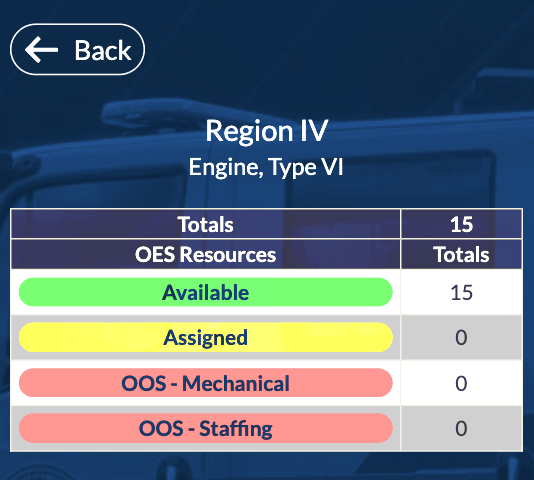 Back
Region IV
Engine, Type VI
Totals 15
OES Resources Totals
Available 15
Assigned 0
OOS - Mechanical 0
OOS - Staffing 0